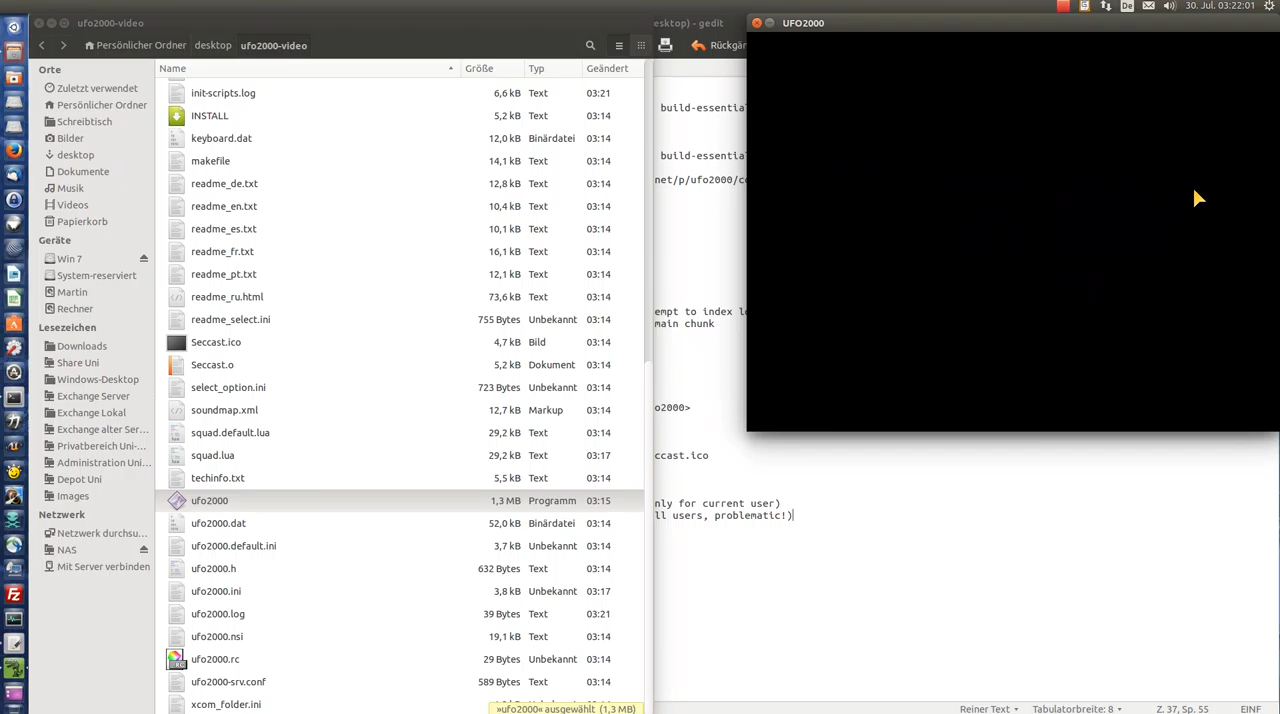 ufo2000-video
desktop) - gedit
UFO2000
De
30. Jul. 03:22:01
Persönlicher Ordner
desktop
ufo2000-video
Rückgäng
Orte
Zuletzt verwendet
Persönlicher Ordner
Schreibtisch
Bilder
desktop
Dokumente
Musik
Videos
Papierkorb
Geräte
Win 7
System-reserviert
Martin
Rechner
Lesezeichen
Downloads
Share Uni
Windows-Desktop
Exchange Server
Exchange Lokal
Exchange alter Ser…
Privatbereich Uni-…
Administration Uni…
Depot Uni
Images
Netzwerk
Netzwerk durchsu…
NAS
Mit Server verbinden
Name Größe Typ Geändert
init-scripts.log 6,6 kB Text 03:21
INSTALL 5,2 kB Text 03:14
keyboard.dat 12,0 kB Binärdatei 03:14
makefile 14,1 kB Text 03:14
readme_de.txt 12,8 kB Text 03:14
readme_en.txt 10,4 kB Text 03:14
readme_es.txt 10,1 kB Text 03:14
readme_fr.txt 16,1 kB Text 03:14
readme_pt.txt 12,1 kB Text 03:14
readme_ru.html 73,6 kB Text 03:14
readme_select.ini 755 Bytes Unbekannt 03:14
Seccast.ico 4,7 kB Bild 03:14
Seccast.o 5,2 kB Dokument 03:14
select_option.ini 723 Bytes Unbekannt 03:14
soundmap.xml 12,7 kB Markup 03:14
squad.default.lua 29,2 kB Text 03:14
squad.lua 29,2 kB Text 03:17
techinfo.txt 5,5 kB Text 03:14
ufo2000 1,3 MB Programm 03:15
ufo2000.dat 52,0 kB Binärdatei 03:14
ufo2000.default.ini 3,7 kB Unbekannt 03:14
ufo2000.h 632 Bytes Text 03:14
ufo2000.ini 3,8 kB Unbekannt
ufo2000.log 39 Bytes Text
ufo2000.nsi 19,1 kB Text 03:14
ufo2000.rc 29 Bytes Unbekannt
ufo2000-srv.conf 589 Bytes Text 03:14
»ufo2000« ausgewählt (1,3 MB)
build-essential
build-essential
net/p/ufo2000/co
empt to index lo
main chunk
o2000>
ccast.ico
nly for current user)
ll users, problematic!)
Reiner Text
Tabulatorbreite: 8
Z. 37, Sp. 55
EINF